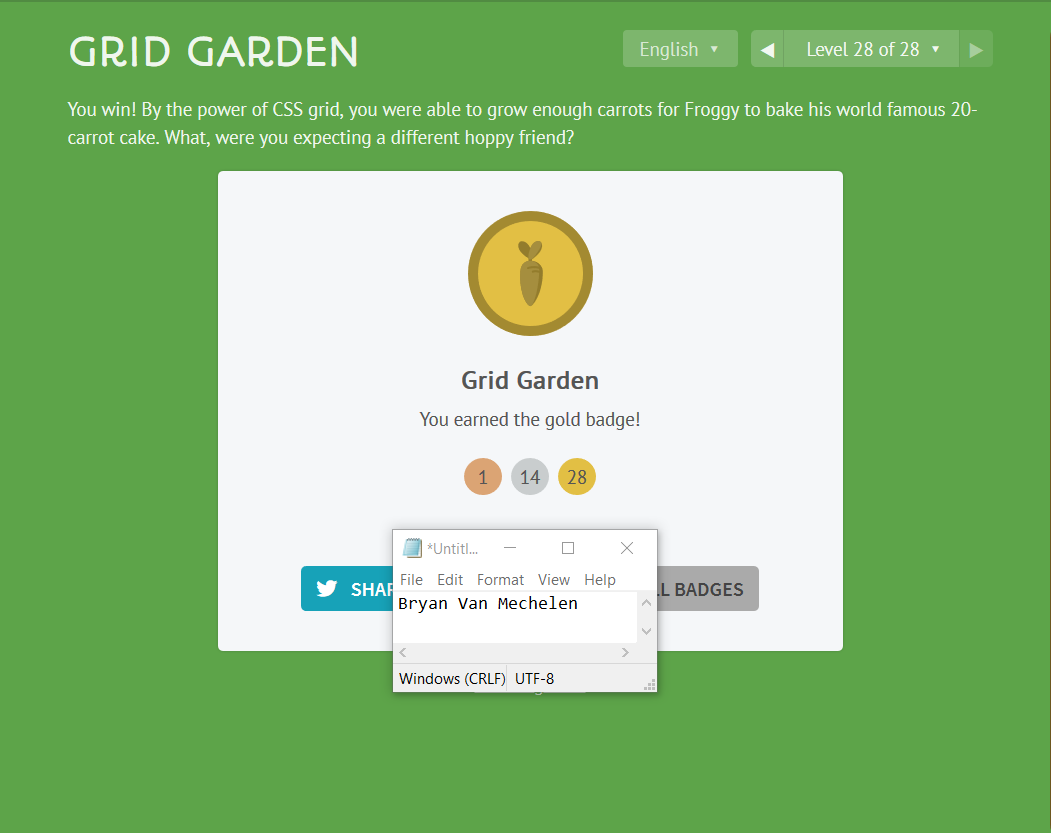 GRID GARDEN
English ▼
◀ Level 28 of 28 ▼ ▶
You win! By the power of CSS grid, you were able to grow enough carrots for Froggy to bake his world famous 20-
carrot cake. What, were you expecting a different hoppy friend?
Grid Garden
You earned the gold badge!
1 14 28
*Untitl...
File Edit Format View Help
SHAR
LL BADGES
Bryan Van Mechelen
Windows (CRLF) UTF-8